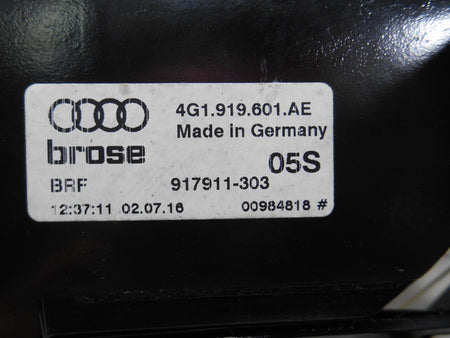 4G1.919.601.AE
Made in Germany
brose
05S
BRF 917911-303
12:37:11 02.07.16 00984818 #